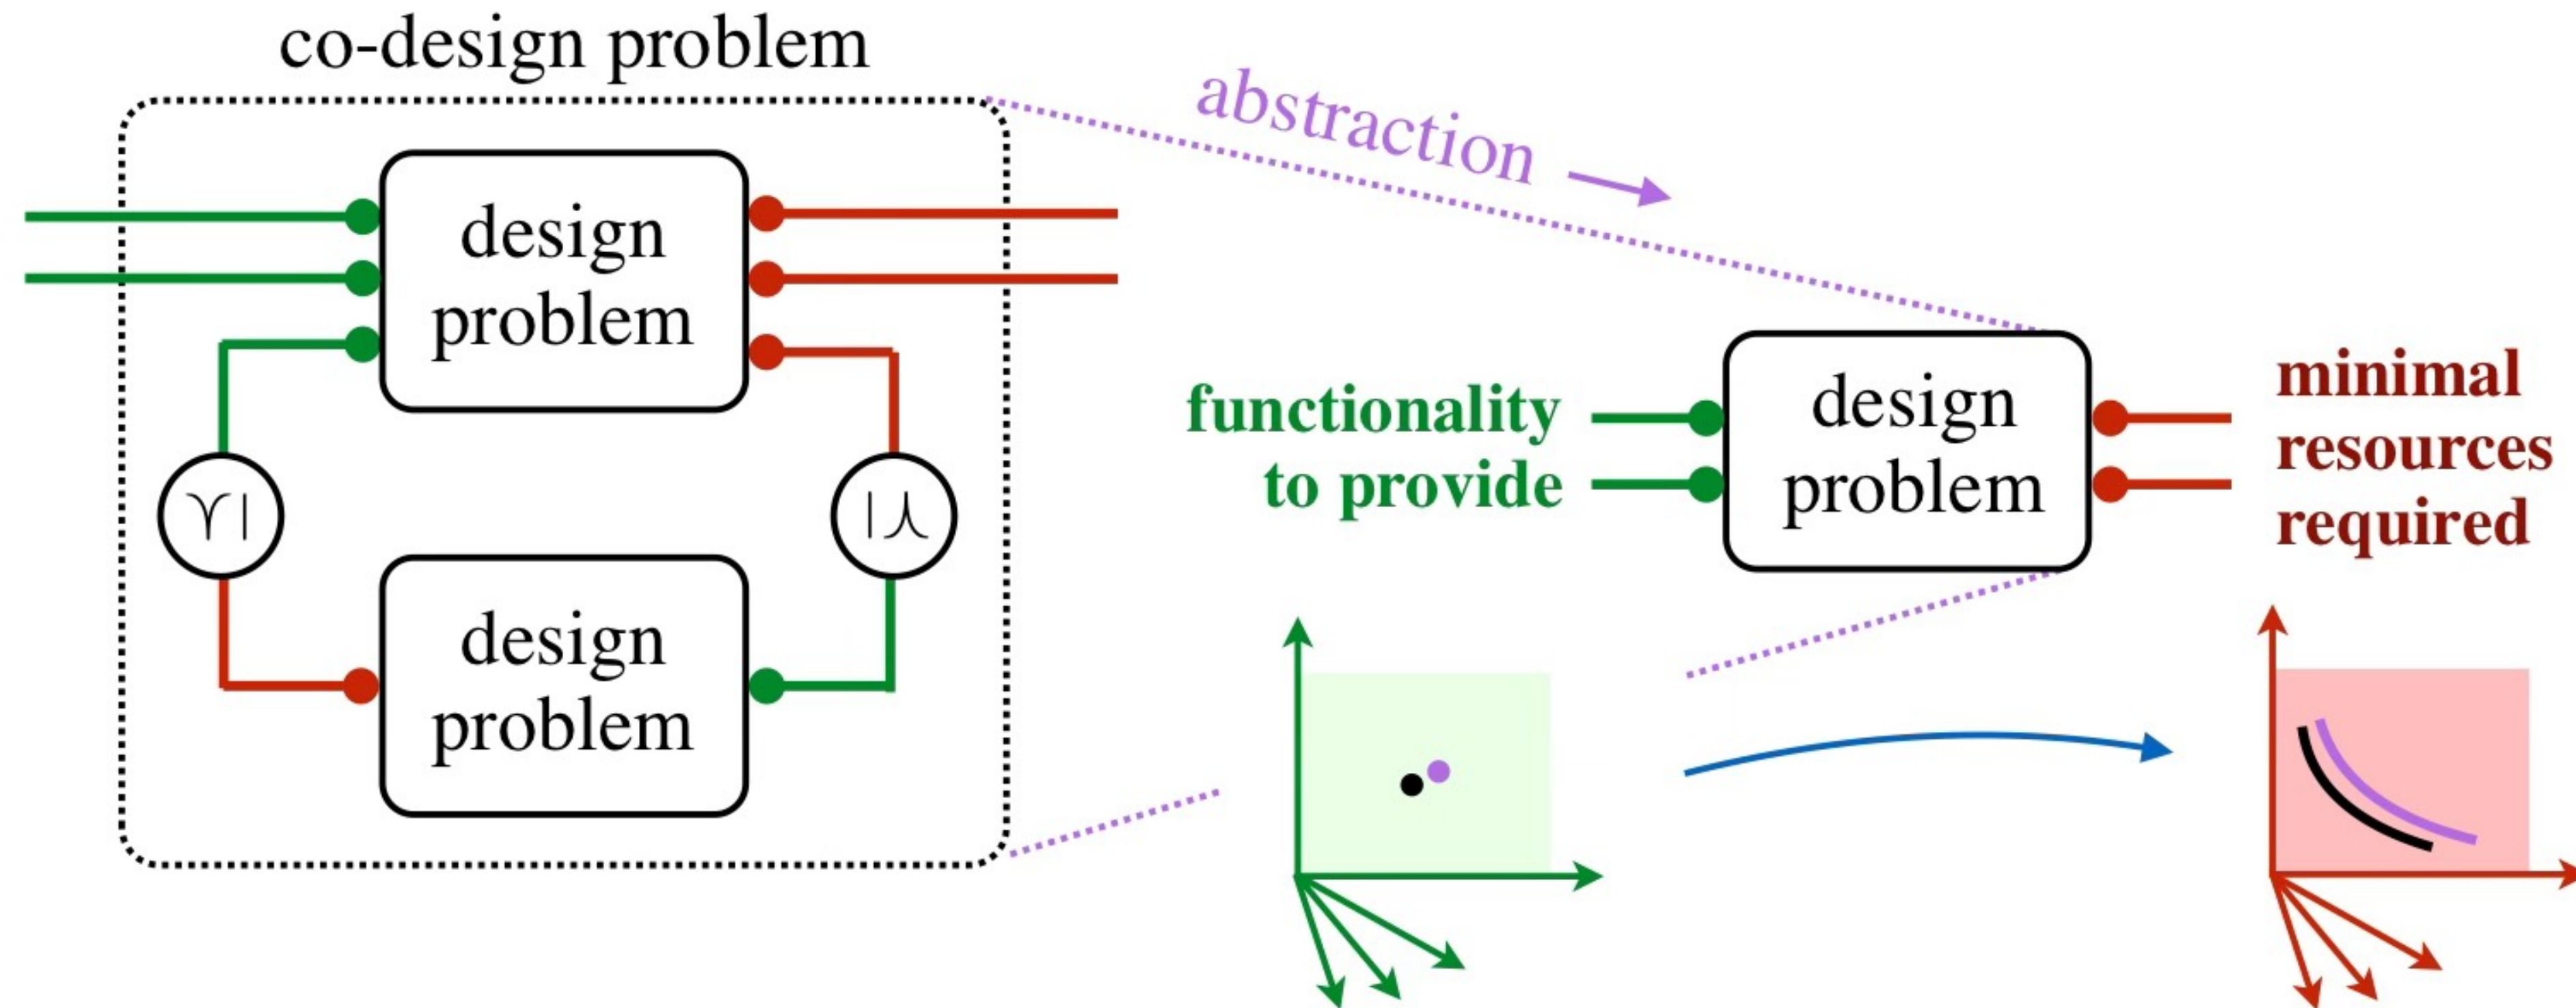 co-design problem
abstraction
design
problem
functionality
to provide
design
problem
minimal
resources
required
⋎|
|⋏
design
problem